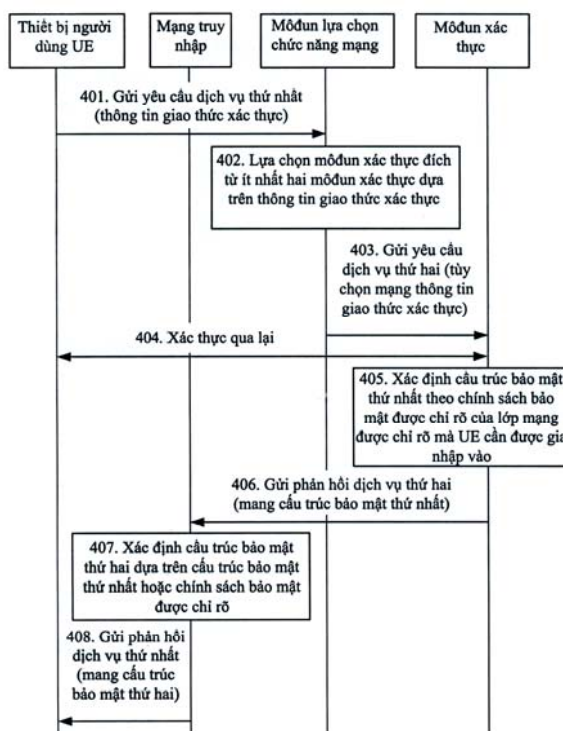 Thiết bị người
dùng UE
Mạng truy
nhập
Môđun lựa chọn
chức năng mạng
Môđun xác
thực
401. Gửi yêu cầu dịch vụ thứ nhất
(thông tin giao thức xác thực)
402. Lựa chọn môđun xác thực đích
từ ít nhất hai môđun xác thực dựa
trên thông tin giao thức xác thực
403. Gửi yêu cầu
dịch vụ thứ hai (tùy
chọn mạng thông tin
giao thức xác thực)
404. Xác thực qua lại
405. Xác định cấu trúc bảo mật
thứ nhất theo chính sách bảo
mật được chỉ rõ của lớp mạng
được chỉ rõ mà UE cần được gia
nhập vào
406. Gửi phản hồi dịch vụ thứ hai
(mang cấu trúc bảo mật thứ nhất)
407. Xác định cấu trúc bảo mật
thứ hai dựa trên cấu trúc bảo mật
thứ nhất hoặc chính sách bảo mật
được chỉ rõ
408. Gửi phản hồi
dịch vụ thứ nhất
(mang cấu trúc
bảo mật thứ hai)